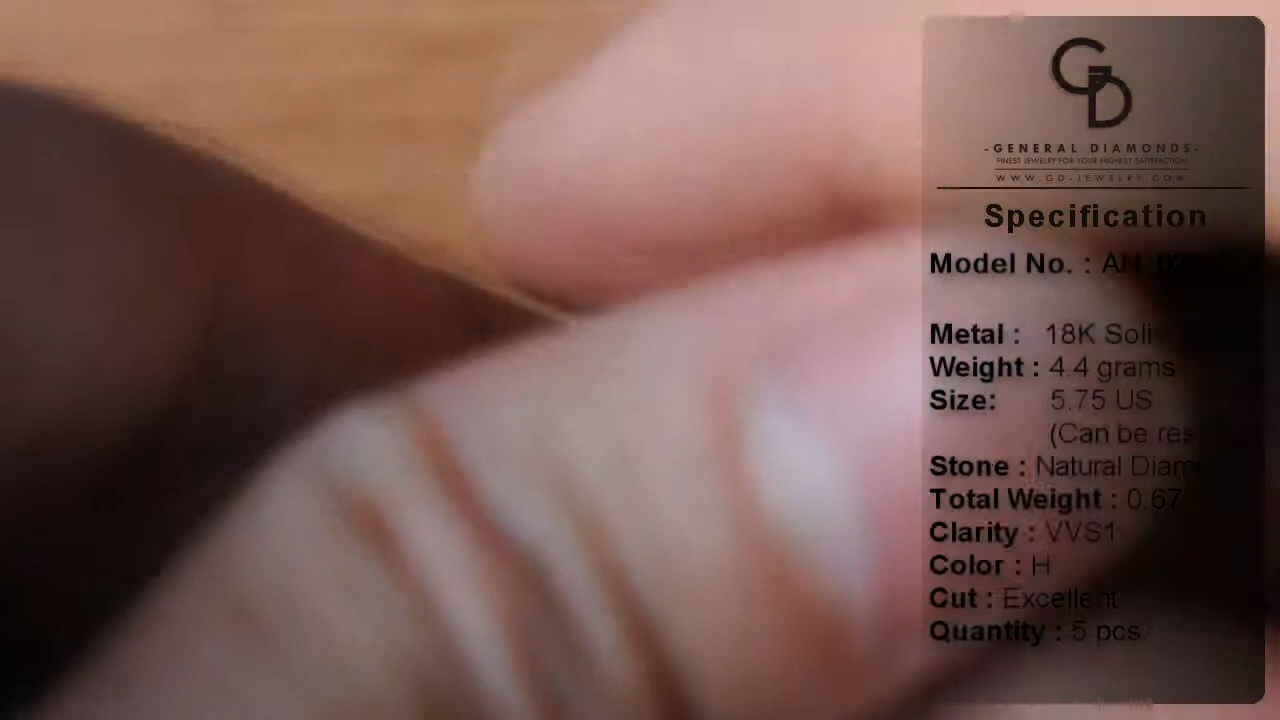 GD
-GENERAL DIAMONDS-
FINEST JEWELRY FOR YOUR HIGHEST SATISFACTION
WWW.GD-JEWELRY.COM
Specification
Model No. :
Metal : 18K
Weight : 4.4 grams
Size: 5.75 US
(Can be
Stone : Natural
Total Weight : 0.67
Clarity : VVS1
Color : H
Cut : Excellent
Quantity : 5 pcs